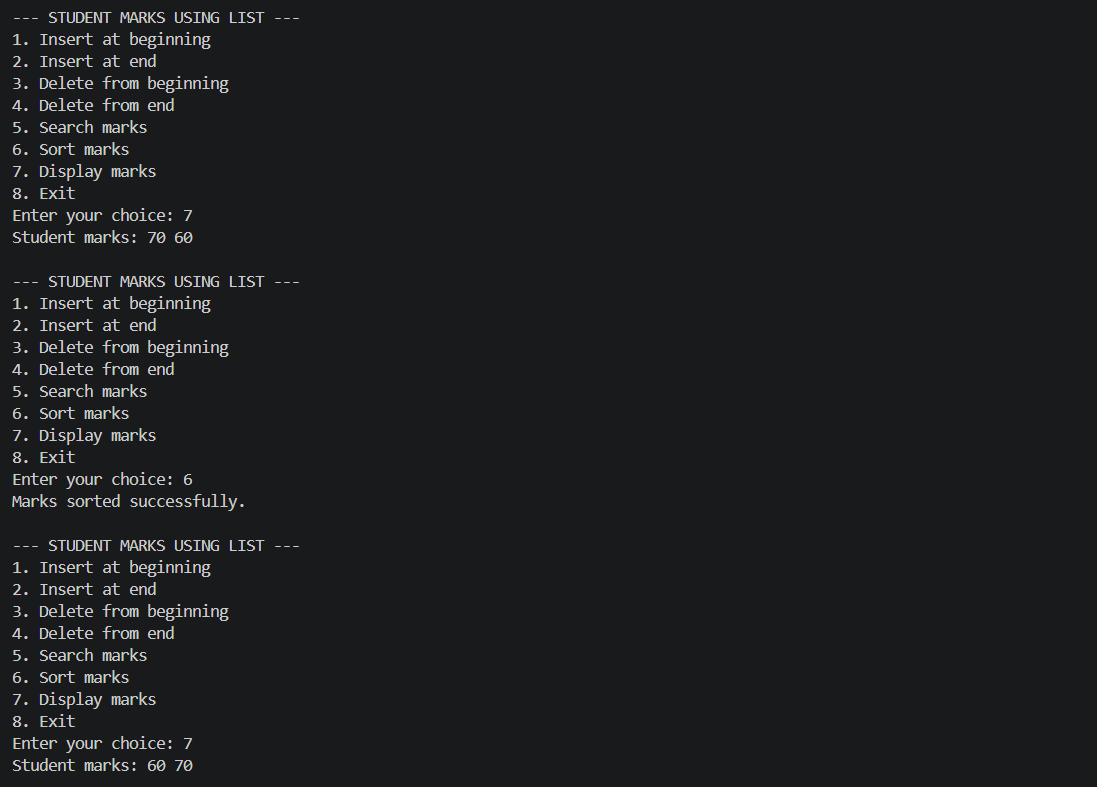 --- STUDENT MARKS USING LIST ---
1. Insert at beginning
2. Insert at end
3. Delete from beginning
4. Delete from end
5. Search marks
6. Sort marks
7. Display marks
8. Exit
Enter your choice: 7
Student marks: 70 60

--- STUDENT MARKS USING LIST ---
1. Insert at beginning
2. Insert at end
3. Delete from beginning
4. Delete from end
5. Search marks
6. Sort marks
7. Display marks
8. Exit
Enter your choice: 6
Marks sorted successfully.

--- STUDENT MARKS USING LIST ---
1. Insert at beginning
2. Insert at end
3. Delete from beginning
4. Delete from end
5. Search marks
6. Sort marks
7. Display marks
8. Exit
Enter your choice: 7
Student marks: 60 70